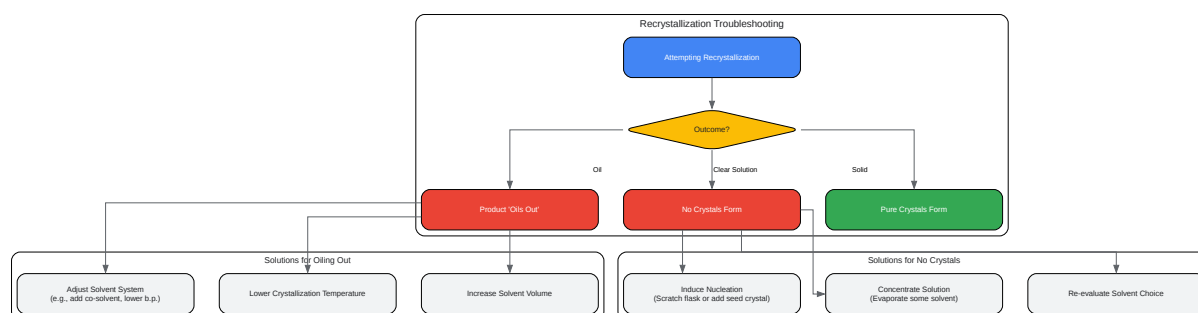 Recrystallization Troubleshooting
Attempting Recrystallization
Outcome?
Oil
Clear Solution
Solid
Product 'Oils Out'
No Crystals Form
Pure Crystals Form
Solutions for Oiling Out
Solutions for No Crystals
Adjust Solvent System
(e.g., add co-solvent, lower b.p.)
Lower Crystallization Temperature
Increase Solvent Volume
Induce Nucleation
(Scratch flask or add seed crystal)
Concentrate Solution
(Evaporate some solvent)
Re-evaluate Solvent Choice